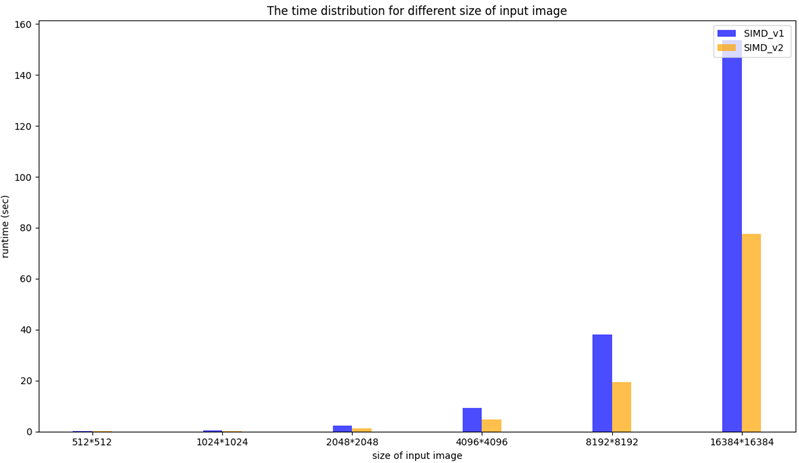 The time distribution for different size of input image
SIMD_v1
SIMD_v2
runtime (sec)
160
140
120
100
80
60
40
20
0
512*512 1024*1024 2048*2048 4096*4096 8192*8192 16384*16384
size of input image